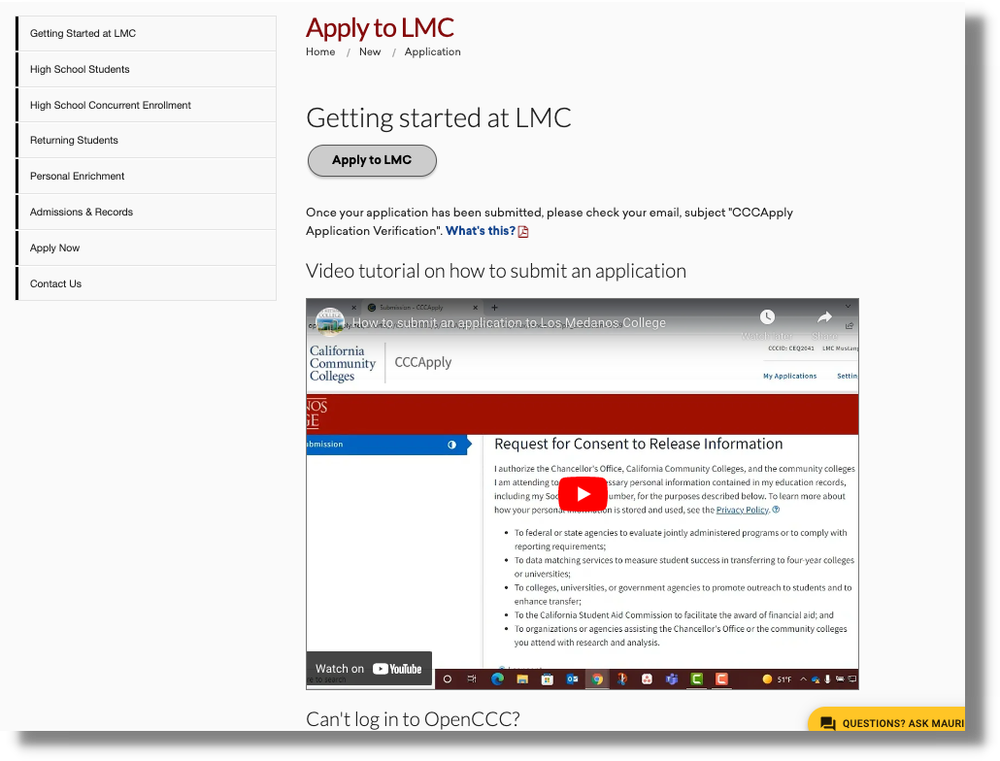 Getting Started at LMC
High School Students
High School Concurrent Enrollment
Returning Students
Personal Enrichment
Admissions & Records
Apply Now
Contact Us
Apply to LMC
Home / New / Application
Getting started at LMC
Apply to LMC
Once your application has been submitted, please check your email, subject "CCCApply
Application Verification". What's this?
Video tutorial on how to submit an application
Submission - CCCApply
How to submit an application to Los Medanos College
Watch later Share
CCCID: CEQ2041 LMC Mustang
California
Community
Colleges
CCCApply
My Applications Settin
NOS
GE
ubmission
Request for Consent to Release Information
I authorize the Chancellor's Office, California Community Colleges, and the community colleges
I am attending to essary personal information contained in my education records,
including my Soc umber, for the purposes described below. To learn more about
how your personal information is stored and used, see the Privacy Policy.
• To federal or state agencies to evaluate jointly administered programs or to comply with
reporting requirements;
• To data matching services to measure student success in transferring to four-year colleges
or universities;
• To colleges, universities, or government agencies to promote outreach to students and to
enhance transfer;
• To the California Student Aid Commission to facilitate the award of financial aid; and
• To organizations or agencies assisting the Chancellor's Office or the community colleges
you attend with research and analysis.
Watch on YouTube
e to search
51°F
Can't log in to OpenCCC?
QUESTIONS? ASK MAURI